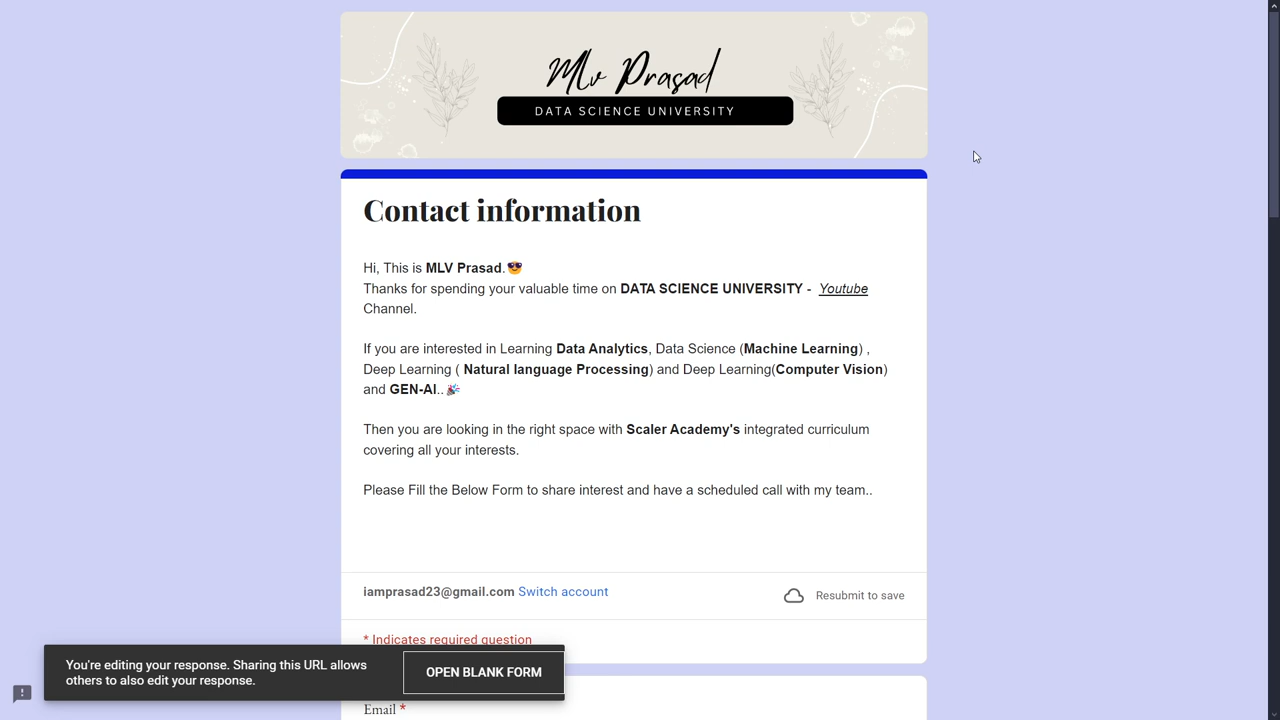 Mlv Prasad
DATA SCIENCE UNIVERSITY
Contact information
Hi, This is MLV Prasad.😎
Thanks for spending your valuable time on DATA SCIENCE UNIVERSITY - Youtube
Channel.
If you are interested in Learning Data Analytics, Data Science (Machine Learning) ,
Deep Learning ( Natural language Processing) and Deep Learning(Computer Vision)
and GEN-AI..🎉
Then you are looking in the right space with Scaler Academy's integrated curriculum
covering all your interests.
Please Fill the Below Form to share interest and have a scheduled call with my team..
iamprasad23@gmail.com Switch account
Resubmit to save
* Indicates required question
You're editing your response. Sharing this URL allows
others to also edit your response.
OPEN BLANK FORM
Email *